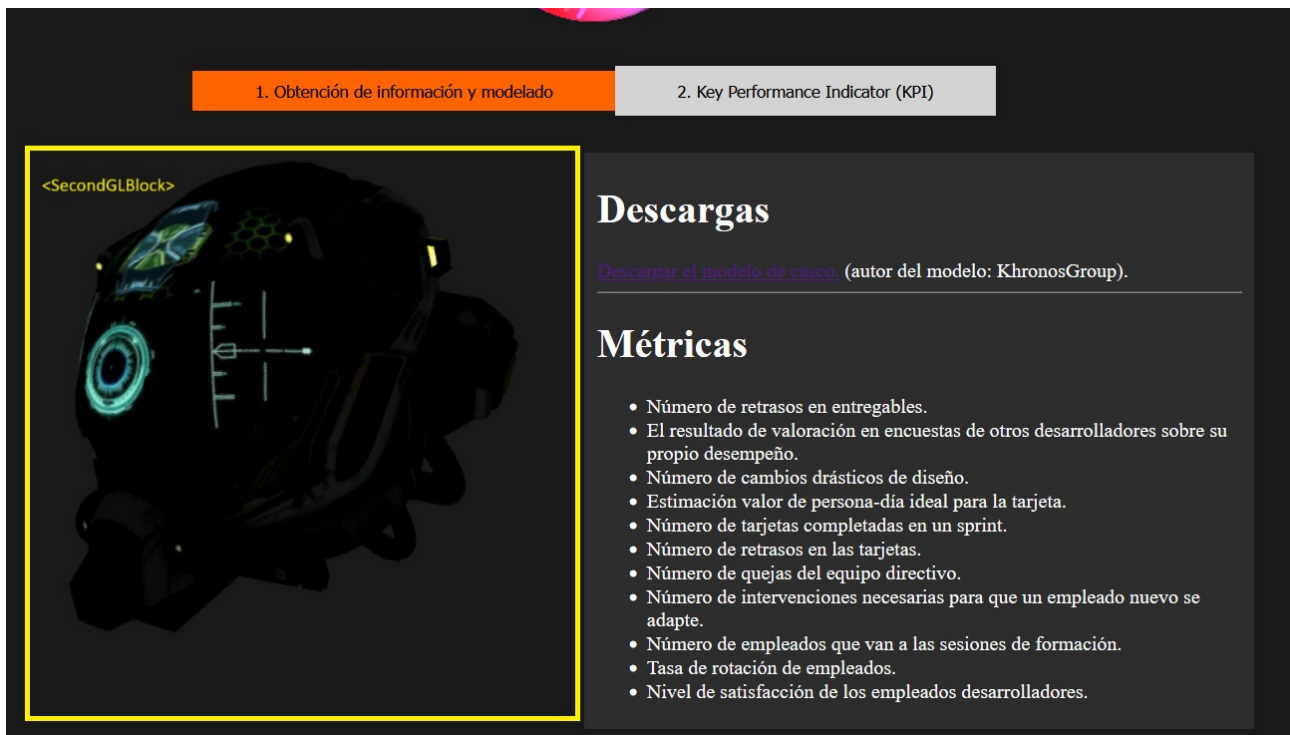 1. Obtención de información y modelado
2. Key Performance Indicator (KPI)
<SecondGLBlock>
Descargas
Descargar el modelo de casco. (autor del modelo: KhronosGroup).
Métricas
• Número de retrasos en entregables.
• El resultado de valoración en encuestas de otros desarrolladores sobre su
propio desempeño.
• Número de cambios drásticos de diseño.
• Estimación valor de persona-día ideal para la tarjeta.
• Número de tarjetas completadas en un sprint.
• Número de retrasos en las tarjetas.
• Número de quejas del equipo directivo.
• Número de intervenciones necesarias para que un empleado nuevo se
adapte.
• Número de empleados que van a las sesiones de formación.
• Tasa de rotación de empleados.
• Nivel de satisfacción de los empleados desarrolladores.